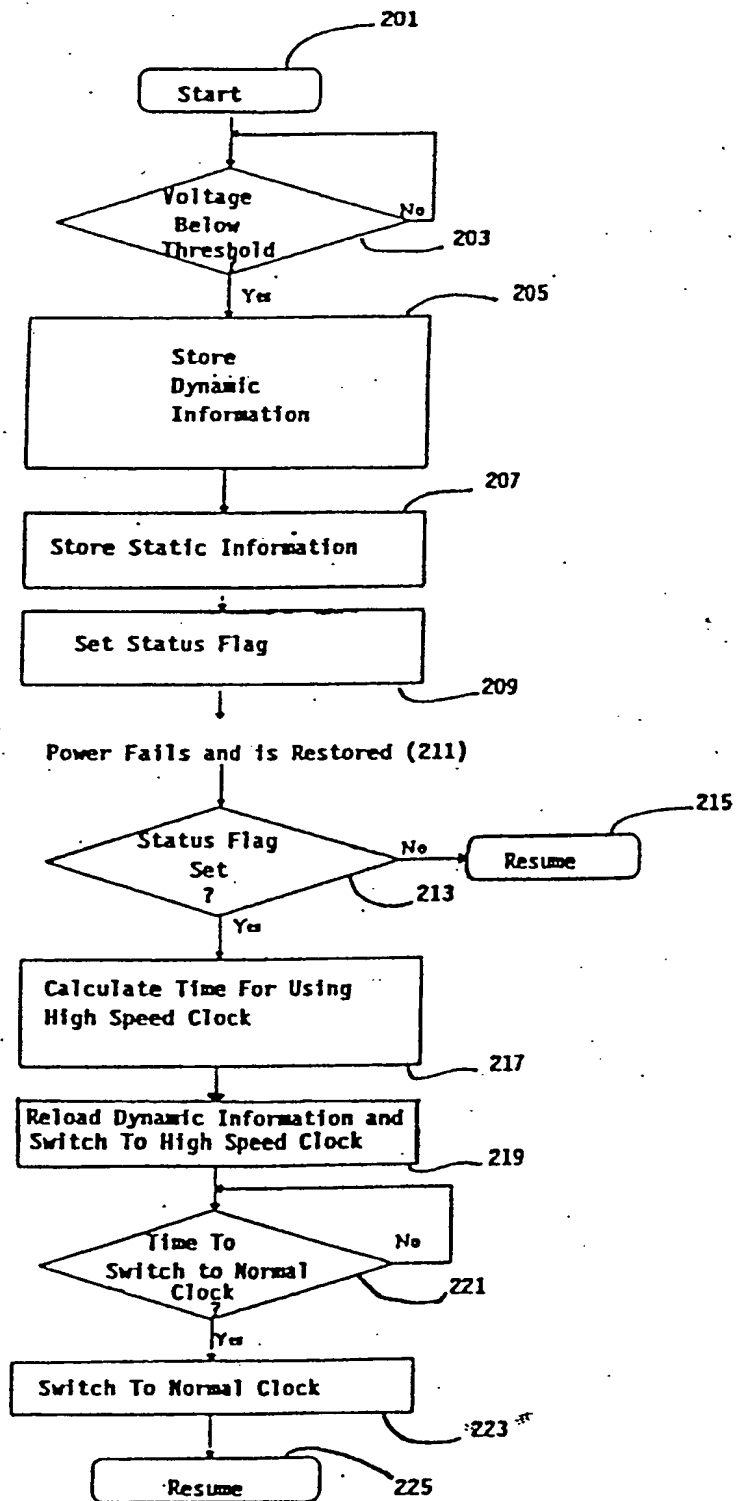 201
Start
Voltage
Below
Threshold
?
No
203
Yes
205
Store
Dynamic
Information
207
Store Static Information
Set Status Flag
209
Power Fails and is Restored (211)
Status Flag
Set
?
No
215
Resume
213
Yes
Calculate Time For Using
High Speed Clock
217
Reload Dynamic Information and
Switch To High Speed Clock
219
Time To
Switch to Normal
Clock
?
No
221
Yes
Switch To Normal Clock
223
Resume
225